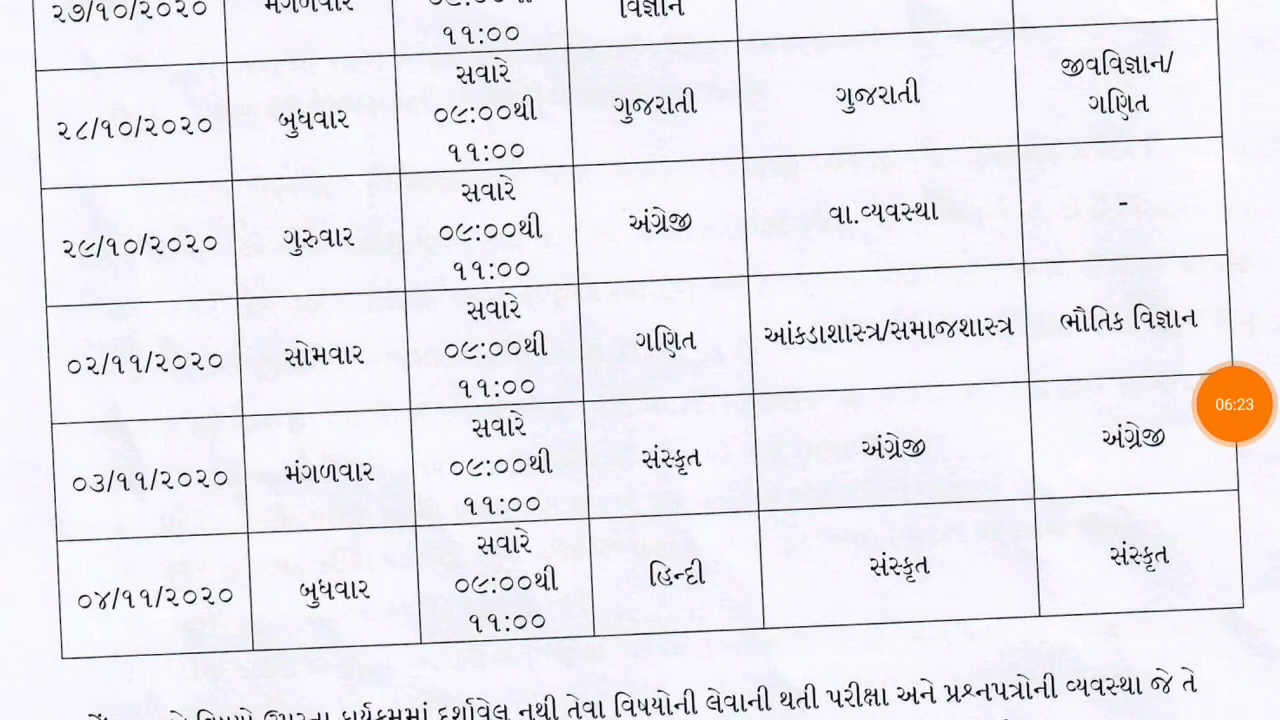 ૨૭/૧૦/૨૦૨૦ મંગળવાર ૦૯:૦૦થી વિજ્ઞાન
૧૧:૦૦
૨૮/૧૦/૨૦૨૦ બુધવાર સવારે
૦૯:૦૦થી
૧૧:૦૦ ગુજરાતી ગુજરાતી જીવવિજ્ઞાન/
ગણિત
૨૯/૧૦/૨૦૨૦ ગુરુવાર સવારે
૦૯:૦૦થી
૧૧:૦૦ અંગ્રેજી વા.વ્યવસ્થા -
૦૨/૧૧/૨૦૨૦ સોમવાર સવારે
૦૯:૦૦થી
૧૧:૦૦ ગણિત આંકડાશાસ્ત્ર/સમાજશાસ્ત્ર ભૌતિક વિજ્ઞાન
૦૩/૧૧/૨૦૨૦ મંગળવાર સવારે
૦૯:૦૦થી
૧૧:૦૦ સંસ્કૃત અંગ્રેજી અંગ્રેજી
૦૪/૧૧/૨૦૨૦ બુધવાર સવારે
૦૯:૦૦થી
૧૧:૦૦ હિન્દી સંસ્કૃત સંસ્કૃત
06:23
વિષયો ઉપરના કાર્યક્રમમાં દર્શાવેલ નથી તેવા વિષયોની લેવાની થતી પરીક્ષા અને પ્રશ્નપત્રોની વ્યવસ્થા જે તે